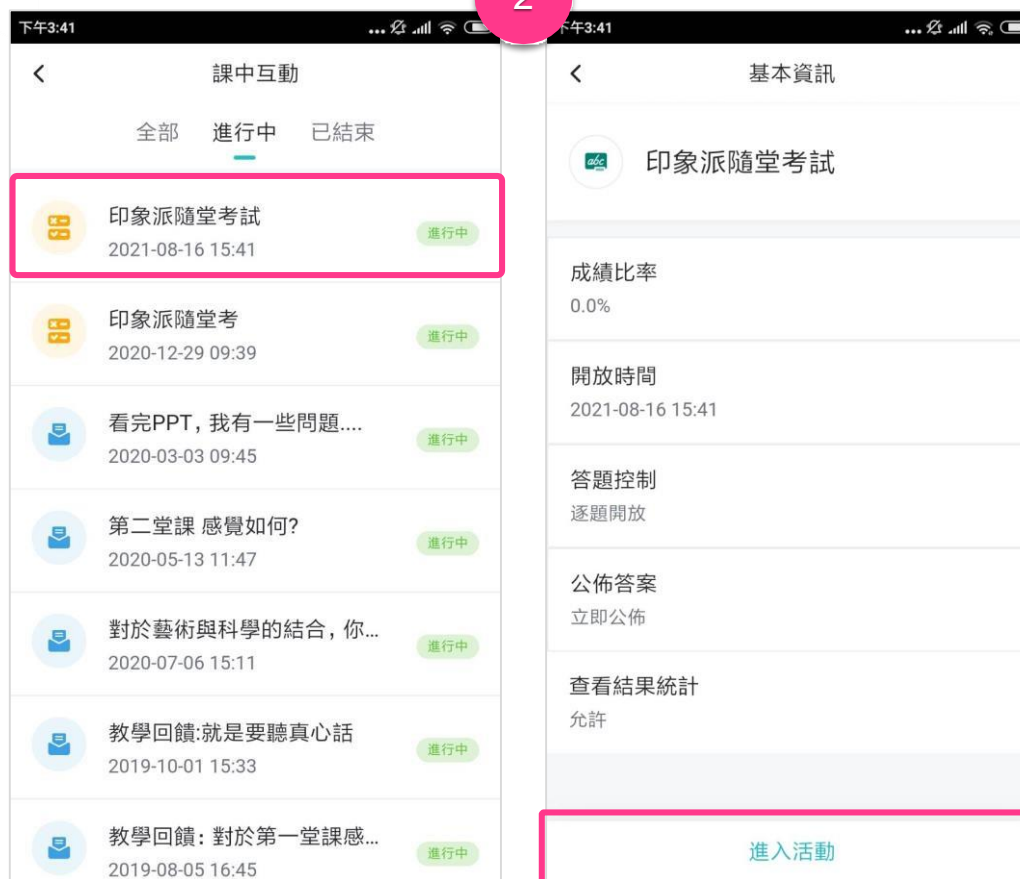 2
下午3:41
課中互動
全部 進行中 已結束
印象派隨堂考試
2021-08-16 15:41
進行中
印象派隨堂考
2020-12-29 09:39
進行中
看完PPT，我有一些問題....
2020-03-03 09:45
進行中
第二堂課 感覺如何?
2020-05-13 11:47
進行中
對於藝術與科學的結合，你...
2020-07-06 15:11
進行中
教學回饋:就是要聽真心話
2019-10-01 15:33
進行中
教學回饋：對於第一堂課感...
2019-08-05 16:45
進行中
下午3:41
基本資訊
abc
印象派隨堂考試
成績比率
0.0%
開放時間
2021-08-16 15:41
答題控制
逐題開放
公佈答案
立即公佈
查看結果統計
允許
進入活動